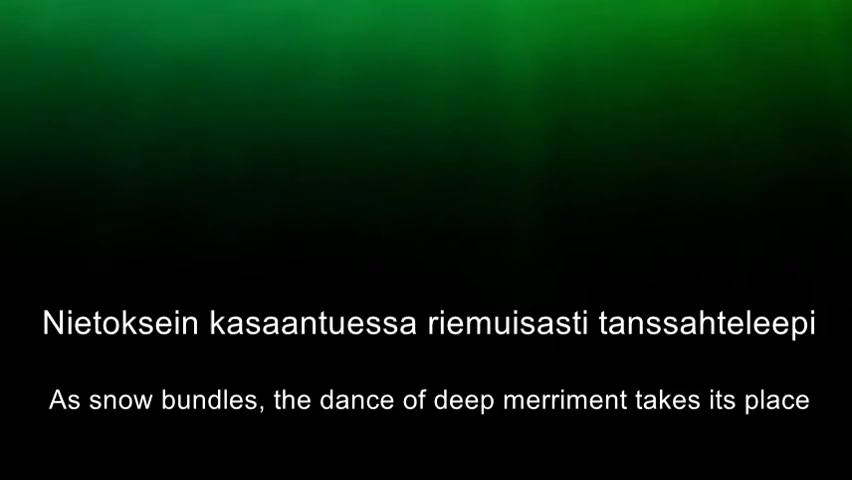 Nietoksein kasaantuessa riemuisasti tanssahteleepi
As snow bundles, the dance of deep merriment takes its place